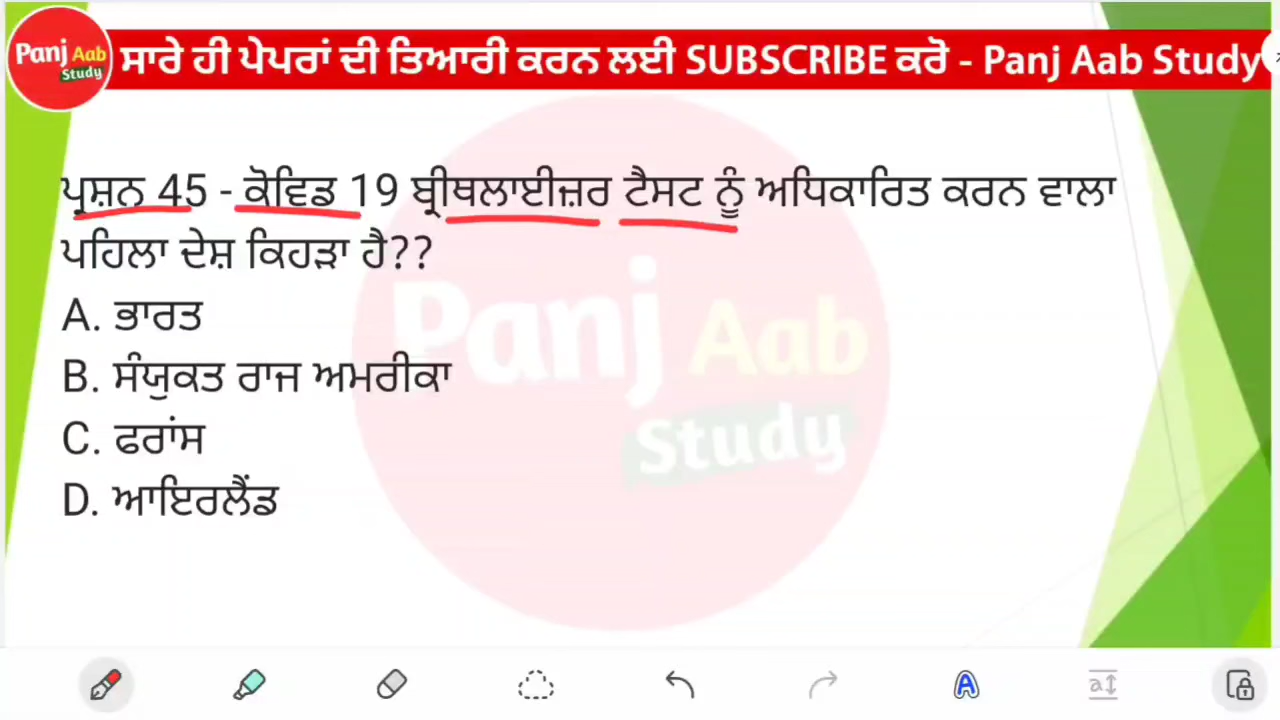 Panj Aab Study
ਸਾਰੇ ਹੀ ਪੇਪਰਾਂ ਦੀ ਤਿਆਰੀ ਕਰਨ ਲਈ SUBSCRIBE ਕਰੋ - Panj Aab Study
ਪ੍ਰਸ਼ਨ 45 - ਕੋਵਿਡ 19 ਬ੍ਰੀਥਲਾਈਜ਼ਰ ਟੈਸਟ ਨੂੰ ਅਧਿਕਾਰਿਤ ਕਰਨ ਵਾਲਾ
ਪਹਿਲਾ ਦੇਸ਼ ਕਿਹੜਾ ਹੈ??
A. ਭਾਰਤ
B. ਸੰਯੁਕਤ ਰਾਜ ਅਮਰੀਕਾ
C. ਫਰਾਂਸ
D. ਆਇਰਲੈਂਡ
Panj Aab
Study
A
a